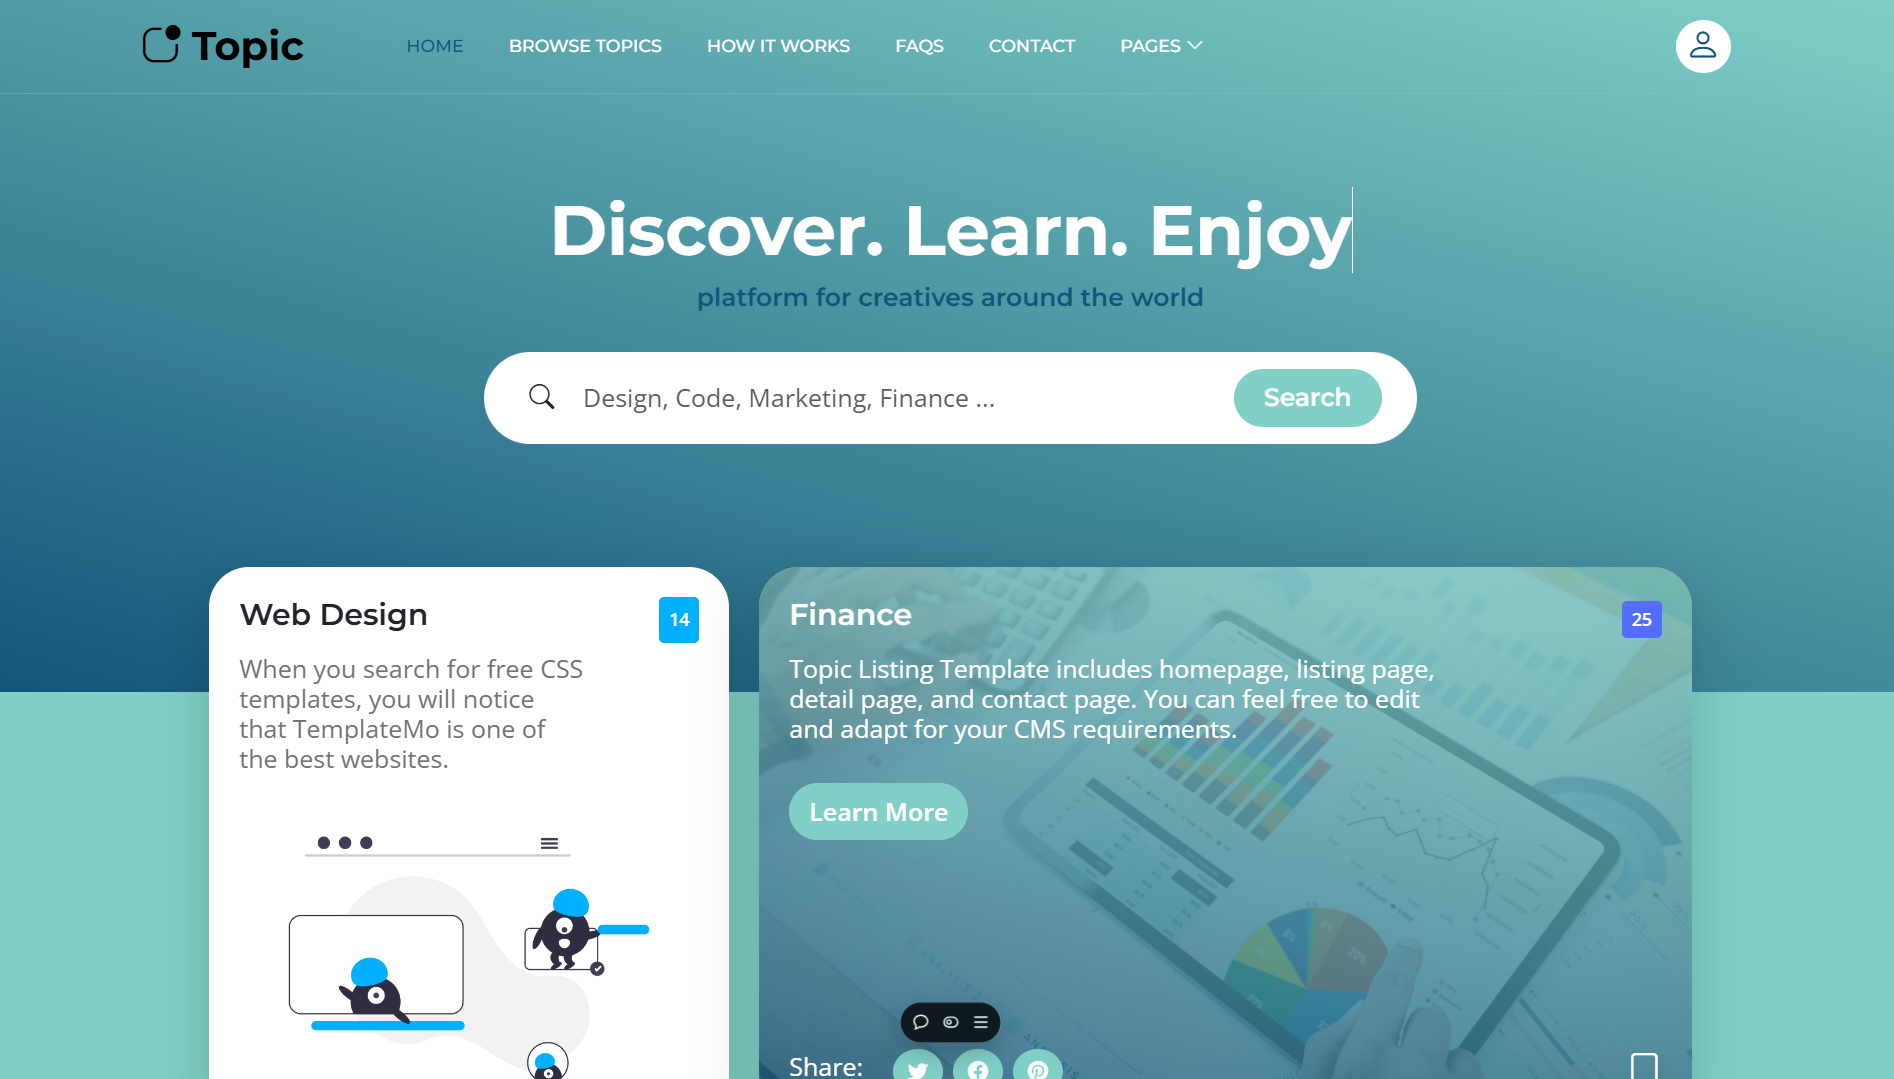 Topic
HOME BROWSE TOPICS HOW IT WORKS FAQS CONTACT PAGES
Discover. Learn. Enjoy
platform for creatives around the world
Design, Code, Marketing, Finance ...
Search
Web Design
14
When you search for free CSS
templates, you will notice
that TemplateMo is one of
the best websites.
Finance
25
Topic Listing Template includes homepage, listing page,
detail page, and contact page. You can feel free to edit
and adapt for your CMS requirements.
Learn More
Share: